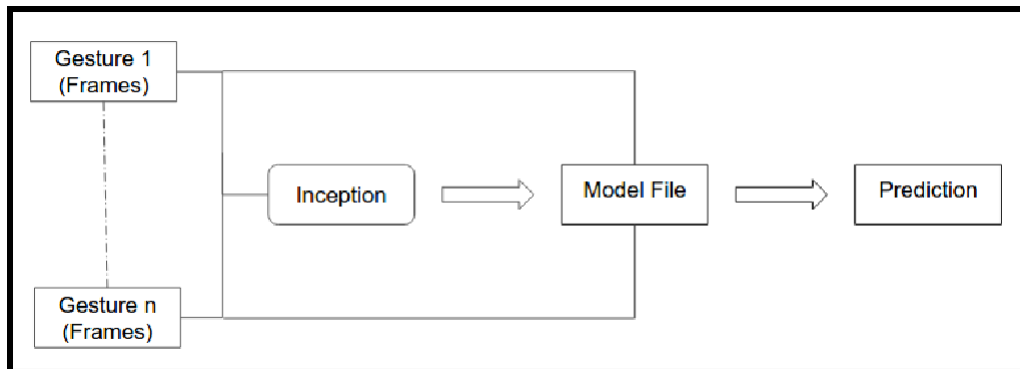 Gesture 1
(Frames)
Inception
Model File
Prediction
Gesture n
(Frames)